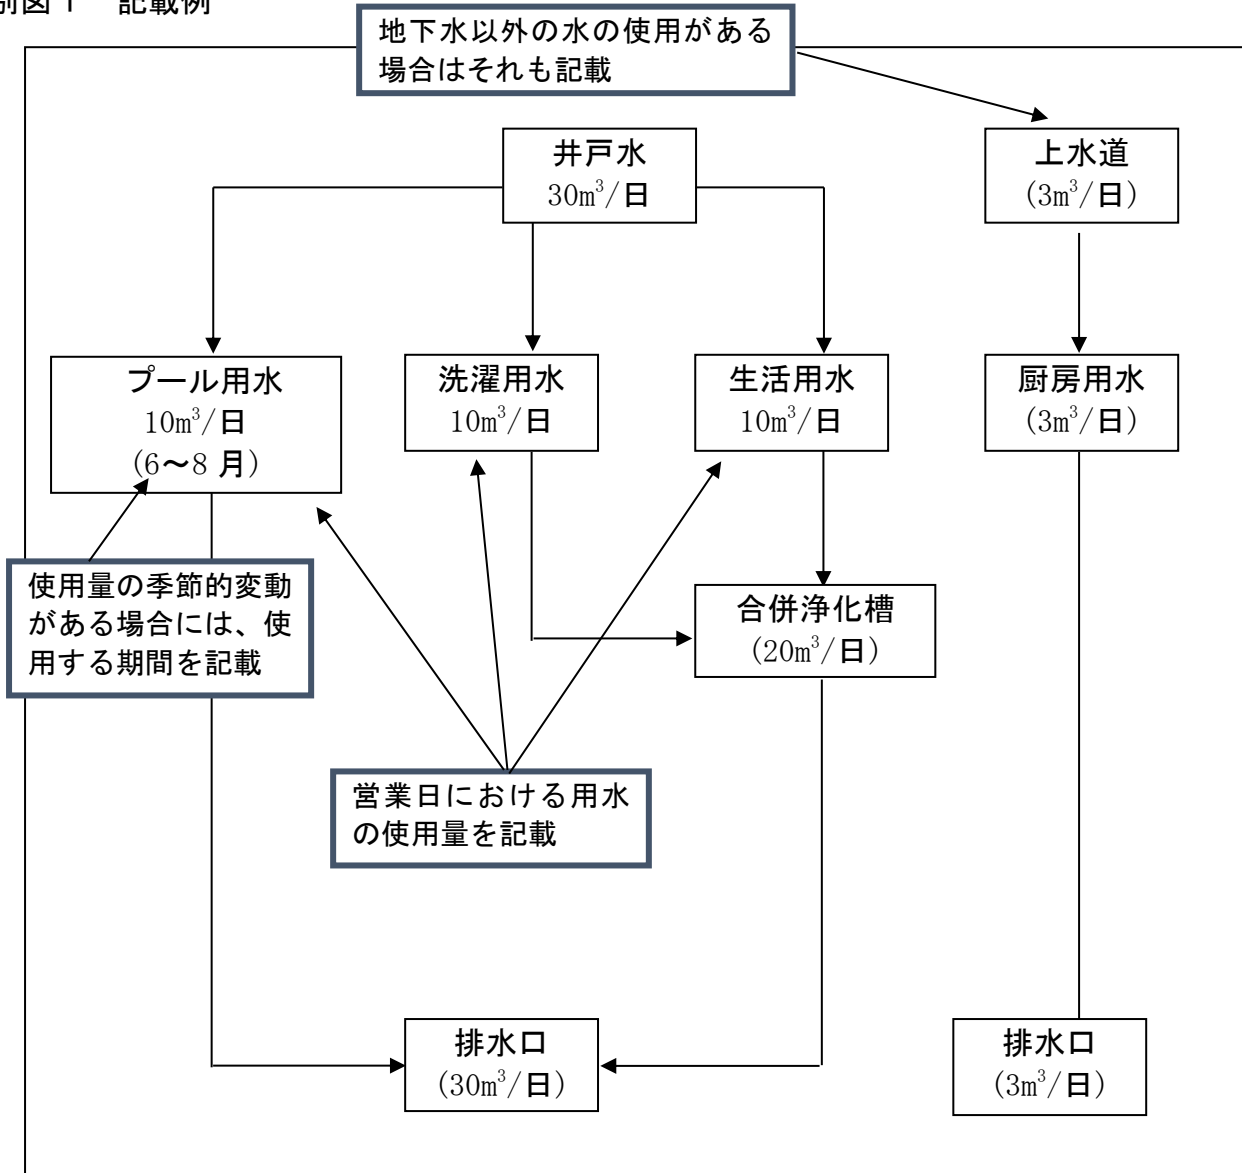 別図1 記載例
地下水以外の水の使用がある
場合はそれも記載
井戸水
30m³/日
上水道
(3m³/日)
プール用水
10m³/日
(6〜8 月)
洗濯用水
10m³/日
生活用水
10m³/日
厨房用水
(3m³/日)
使用量の季節的変動
がある場合には、使
用する期間を記載
合併浄化槽
(20m³/日)
営業日における用水
の使用量を記載
排水口
(30m³/日)
排水口
(3m³/日)